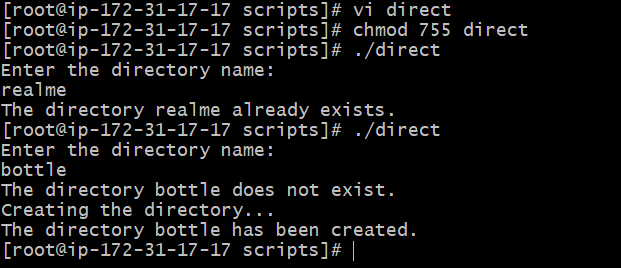 [root@ip-172-31-17-17 scripts]# vi direct
[root@ip-172-31-17-17 scripts]# chmod 755 direct
[root@ip-172-31-17-17 scripts]# ./direct
Enter the directory name:
realme
The directory realme already exists.
[root@ip-172-31-17-17 scripts]# ./direct
Enter the directory name:
bottle
The directory bottle does not exist.
Creating the directory...
The directory bottle has been created.
[root@ip-172-31-17-17 scripts]#